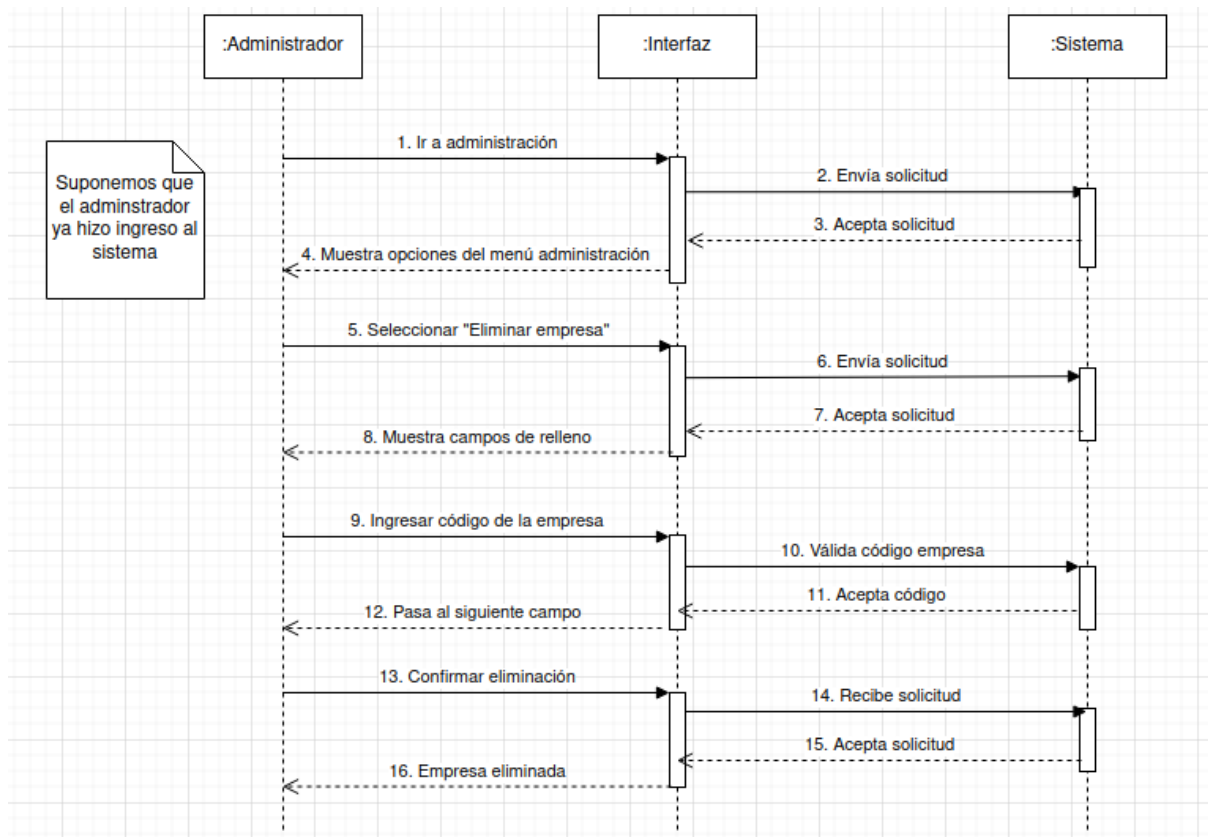 :Administrador
:Interfaz
:Sistema
Suponemos que
el adminstrador
ya hizo ingreso al
sistema
1. Ir a administración
2. Envía solicitud
3. Acepta solicitud
4. Muestra opciones del menú administración
5. Seleccionar "Eliminar empresa"
6. Envía solicitud
7. Acepta solicitud
8. Muestra campos de relleno
9. Ingresar código de la empresa
10. Válida código empresa
11. Acepta código
12. Pasa al siguiente campo
13. Confirmar eliminación
14. Recibe solicitud
15. Acepta solicitud
16. Empresa eliminada